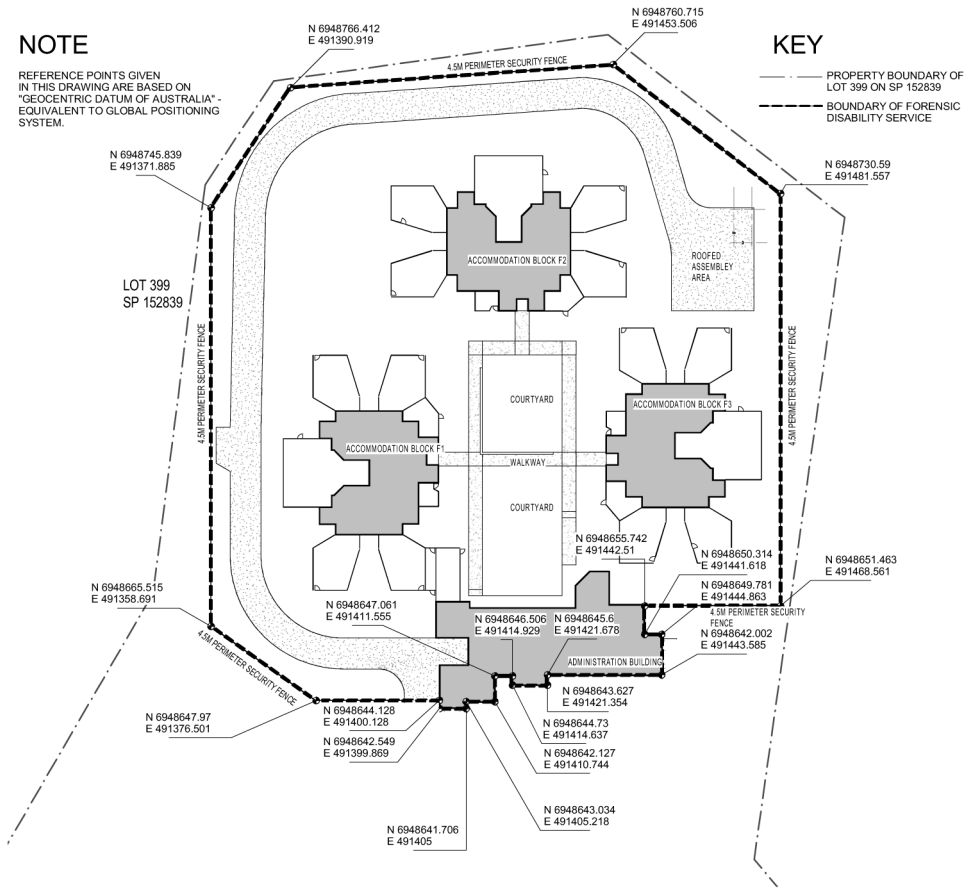 NOTE
REFERENCE POINTS GIVEN
IN THIS DRAWING ARE BASED ON
"GEOCENTRIC DATUM OF AUSTRALIA" -
EQUIVALENT TO GLOBAL POSITIONING
SYSTEM.
N 6948766.412
E 491390.919
N 6948760.715
E 491453.506
KEY
PROPERTY BOUNDARY OF
LOT 399 ON SP 152839
BOUNDARY OF FORENSIC
DISABILITY SERVICE
4.5M PERIMETER SECURITY FENCE
N 6948745.839
E 491371.885
N 6948730.59
E 491481.557
LOT 399
SP 152839
ACCOMMODATION BLOCK F2
ROOFED
ASSEMBLEY
AREA
4.5M PERIMETER SECURITY FENCE
4.5M PERIMETER SECURITY FENCE
COURTYARD
ACCOMMODATION BLOCK F3
ACCOMMODATION BLOCK F1
WALKWAY
COURTYARD
N 6948655.742
E 491442.51
N 6948650.314
E 491441.618
N 6948651.463
E 491468.561
N 6948649.781
E 491444.863
N 6948665.515
E 491358.691
N 6948647.061
E 491411.555
4.5M PERIMETER SECURITY
FENCE
N 6948646.506
E 491414.929
N 6948645.6
E 491421.678
N 6948642.002
E 491443.585
4.5M PERIMETER SECURITY FENCE
ADMINISTRATION BUILDING
N 6948643.627
E 491421.354
N 6948647.97
E 491376.501
N 6948644.128
E 491400.128
N 6948644.73
E 491414.637
N 6948642.549
E 491399.869
N 6948642.127
E 491410.744
N 6948643.034
E 491405.218
N 6948641.706
E 491405